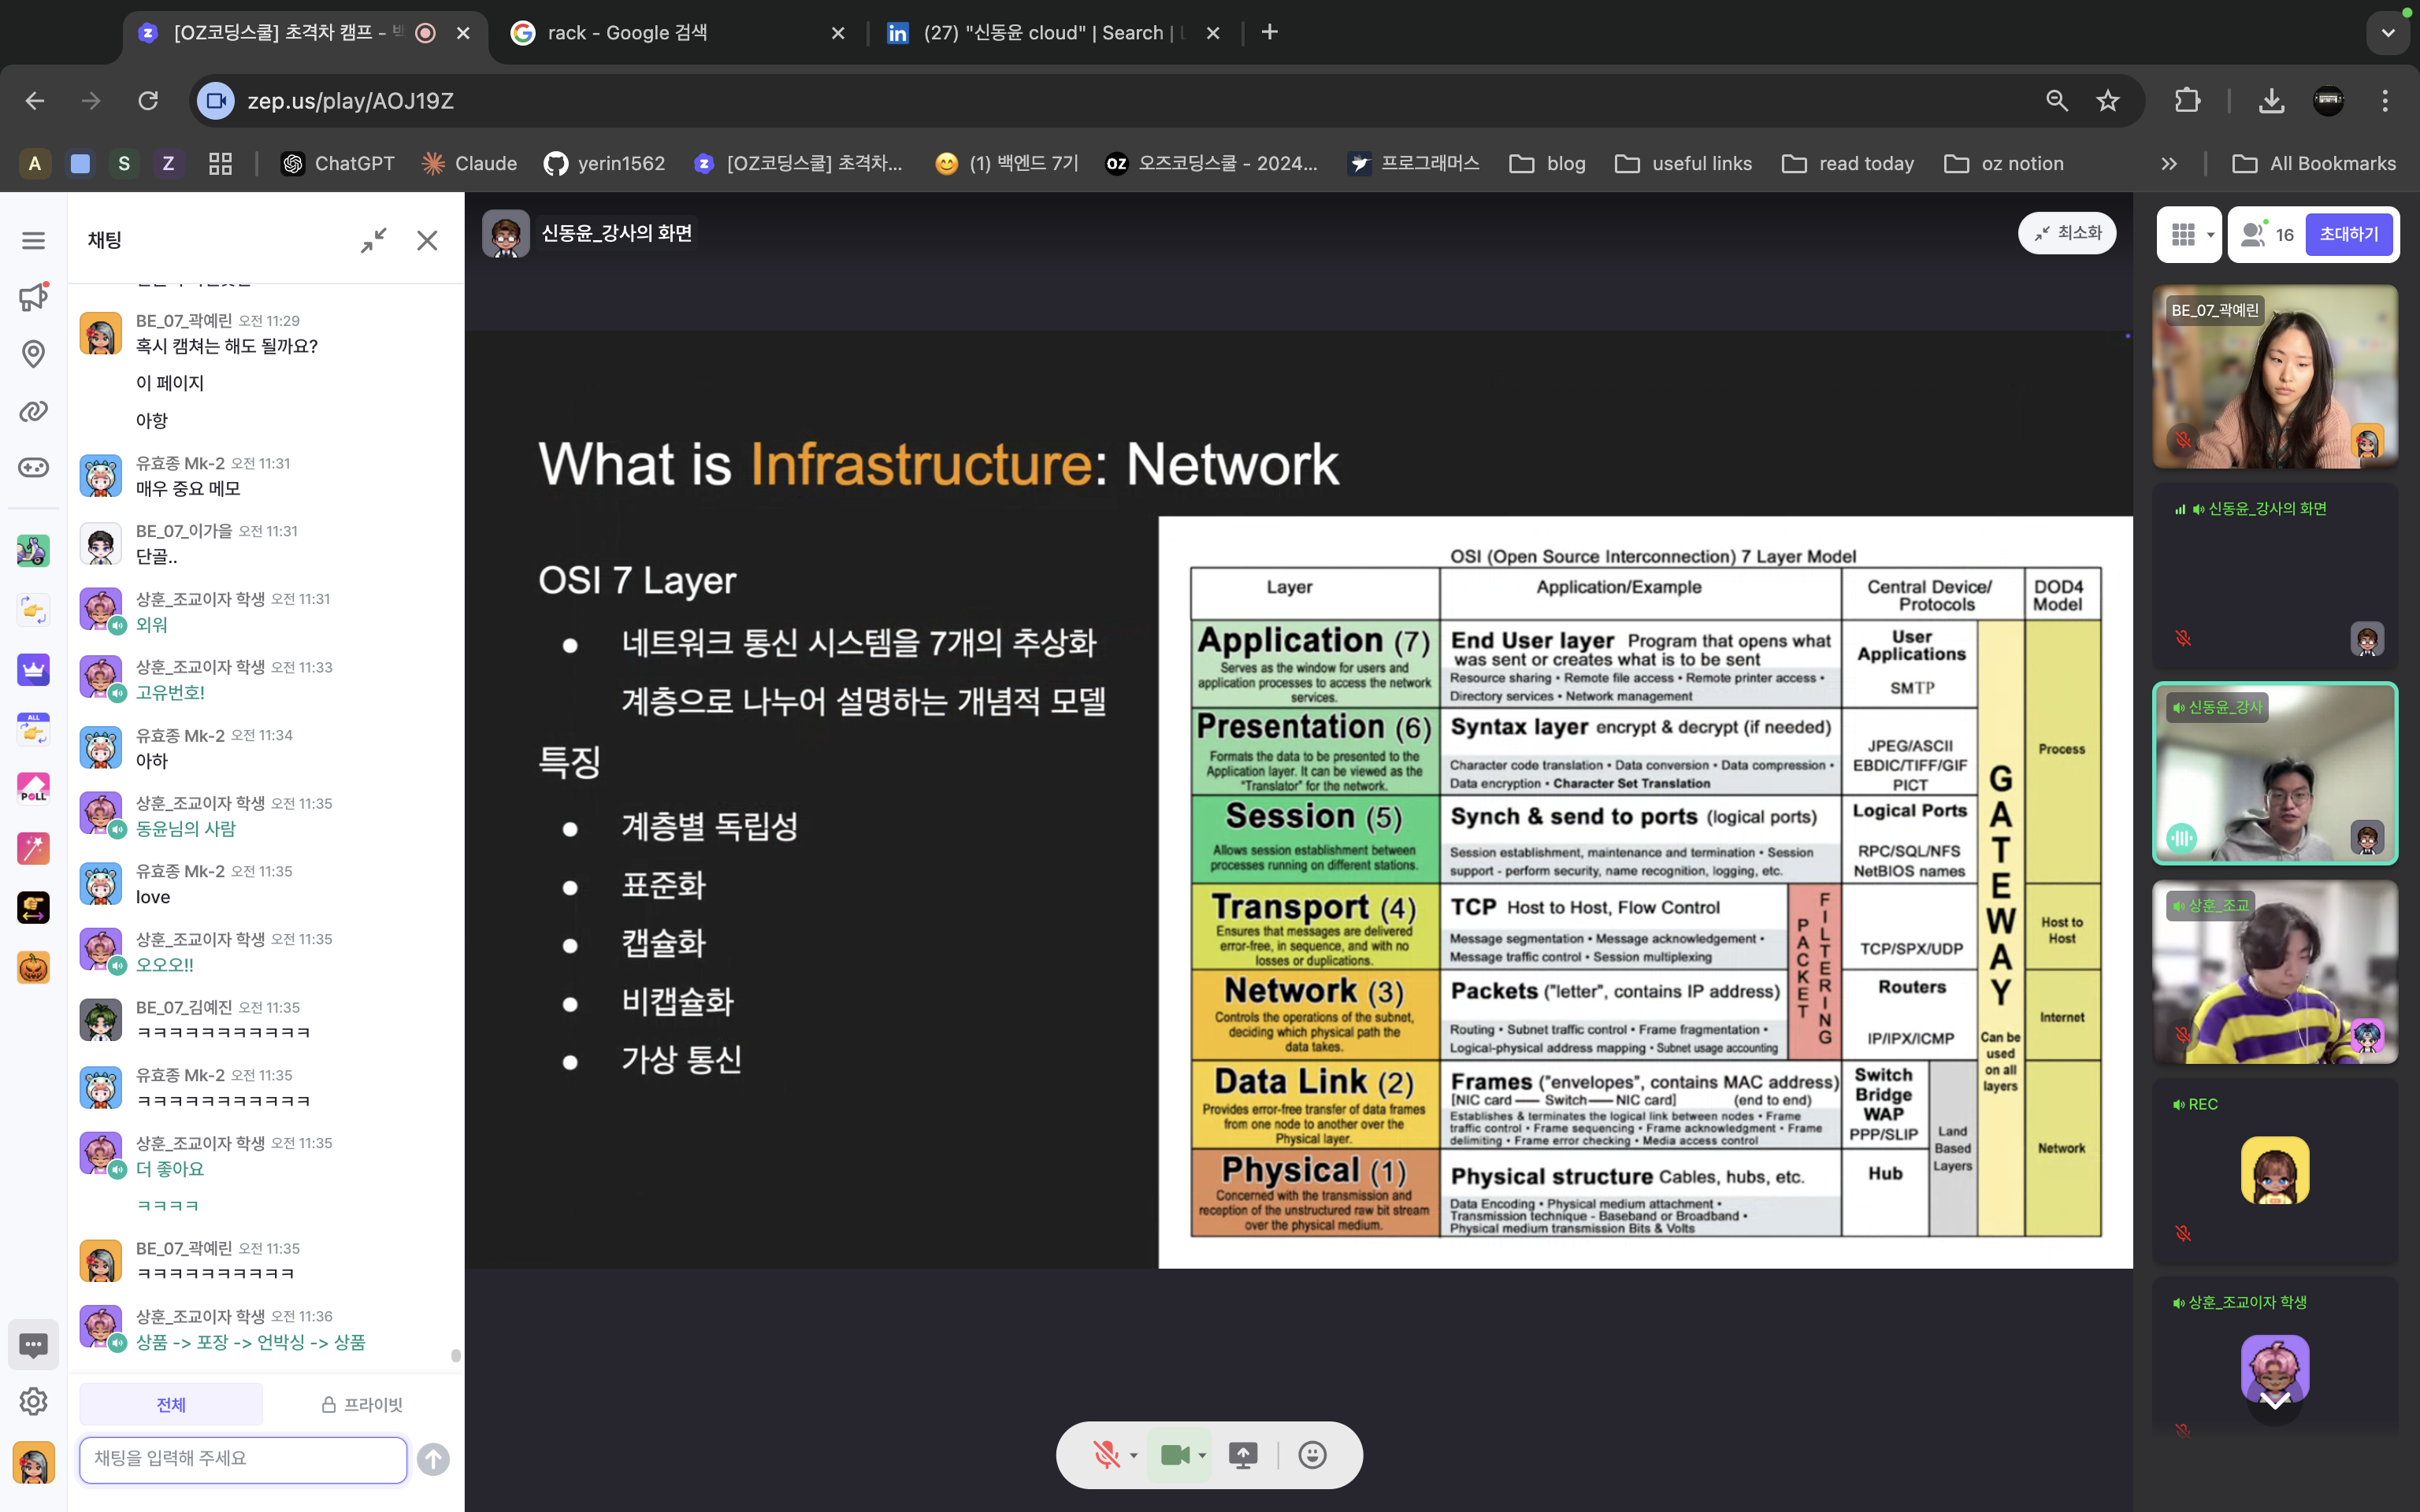 [OZ코딩스쿨] 초격차 캠프 -
rack - Google 검색
(27) "신동윤 cloud" | Search |
zep.us/play/AOJ19Z
A
S
Z
ChatGPT
Claude
yerin1562
[OZ코딩스쿨] 초격차...
(1) 백엔드 7기
오즈코딩스쿨 - 2024...
프로그래머스
blog
useful links
read today
oz notion
All Bookmarks
채팅
BE_07_곽예린 오전 11:29
혹시 캡쳐는 해도 될까요?
이 페이지
아항
유효종 Mk-2 오전 11:31
매우 중요 메모
BE_07_이가을 오전 11:31
단골..
상훈_조교이자 학생 오전 11:31
외워
상훈_조교이자 학생 오전 11:33
고유번호!
유효종 Mk-2 오전 11:34
아하
상훈_조교이자 학생 오전 11:35
동윤님의 사람
유효종 Mk-2 오전 11:35
love
상훈_조교이자 학생 오전 11:35
오오오!!
BE_07_김예진 오전 11:35
ㅋㅋㅋㅋㅋㅋㅋㅋㅋㅋㅋ
유효종 Mk-2 오전 11:35
ㅋㅋㅋㅋㅋㅋㅋㅋㅋㅋㅋ
상훈_조교이자 학생 오전 11:35
더 좋아요
ㅋㅋㅋㅋ
BE_07_곽예린 오전 11:35
ㅋㅋㅋㅋㅋㅋㅋㅋㅋㅋ
상훈_조교이자 학생 오전 11:36
상품 -> 포장 -> 언박싱 -> 상품
전체
프라이빗
채팅을 입력해 주세요
ALL
POLL
신동윤_강사의 화면
최소화
What is Infrastructure: Network
OSI 7 Layer
● 네트워크 통신 시스템을 7개의 추상화
계층으로 나누어 설명하는 개념적 모델
특징
● 계층별 독립성
● 표준화
● 캡슐화
● 비캡슐화
● 가상 통신
OSI (Open Source Interconnection) 7 Layer Model
Layer
Application/Example
Central Device/
Protocols
DOD4
Model
Application (7)
Serves as the window for users and
application processes to access the network
services.
End User layer Program that opens what
was sent or creates what is to be sent
Resource sharing • Remote file access • Remote printer access •
Directory services • Network management
User
Applications
SMTP
Presentation (6)
Formats the data to be presented to the
Application layer. It can be viewed as the
"Translator" for the network.
Syntax layer encrypt & decrypt (if needed)
Character code translation • Data conversion • Data compression •
Data encryption • Character Set Translation
JPEG/ASCII
EBDIC/TIFF/GIF
PICT
Process
Session (5)
Allows session establishment between
processes running on different stations.
Synch & send to ports (logical ports)
Session establishment, maintenance and termination • Session
support - perform security, name recognition, logging, etc.
Logical Ports
RPC/SQL/NFS
NetBIOS names
Transport (4)
Ensures that messages are delivered
error-free, in sequence, and with no
losses or duplications.
TCP Host to Host, Flow Control
Message segmentation • Message acknowledgement •
Message traffic control • Session multiplexing
PACKET
FILTERING
TCP/SPX/UDP
Host to
Host
Network (3)
Controls the operations of the subnet,
deciding which physical path the
data takes.
Packets ("letter", contains IP address)
Routing • Subnet traffic control • Frame fragmentation •
Logical-physical address mapping • Subnet usage accounting
Routers
IP/IPX/ICMP
Internet
GATEWAY
Can be
used
on all
layers
Data Link (2)
Provides error-free transfer of data frames
from one node to another over the
Physical layer.
Frames ("envelopes", contains MAC address)
[NIC card — Switch — NIC card] (end to end)
Establishes & terminates the logical link between nodes • Frame
traffic control • Frame sequencing • Frame acknowledgment • Frame
delimiting • Frame error checking • Media access control
Switch
Bridge
WAP
PPP/SLIP
Land
Based
Layers
Network
Physical (1)
Concerned with the transmission and
reception of the unstructured raw bit stream
over the physical medium.
Physical structure Cables, hubs, etc.
Data Encoding • Physical medium attachment •
Transmission technique - Baseband or Broadband •
Physical medium transmission Bits & Volts
Hub
16
초대하기
BE_07_곽예린
신동윤_강사의 화면
신동윤_강사
상훈_조교
REC
상훈_조교이자 학생